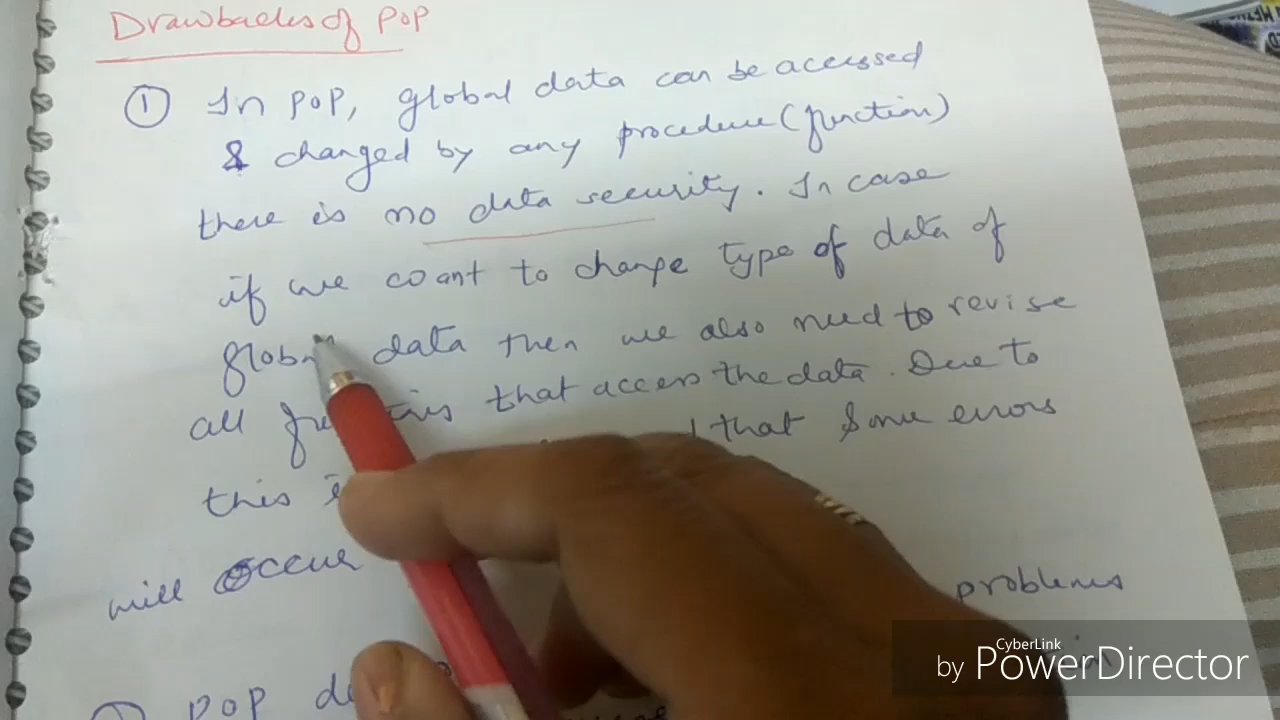 Drawbacks of POP
① In POP, global data can be accessed
& changed by any procedure (function)
there is no data security. In case
if we want to change type of data of
global data then we also need to revise
all that access the data. Due to
this that some errors
will occur
problems
POP
CyberLink
by PowerDirector